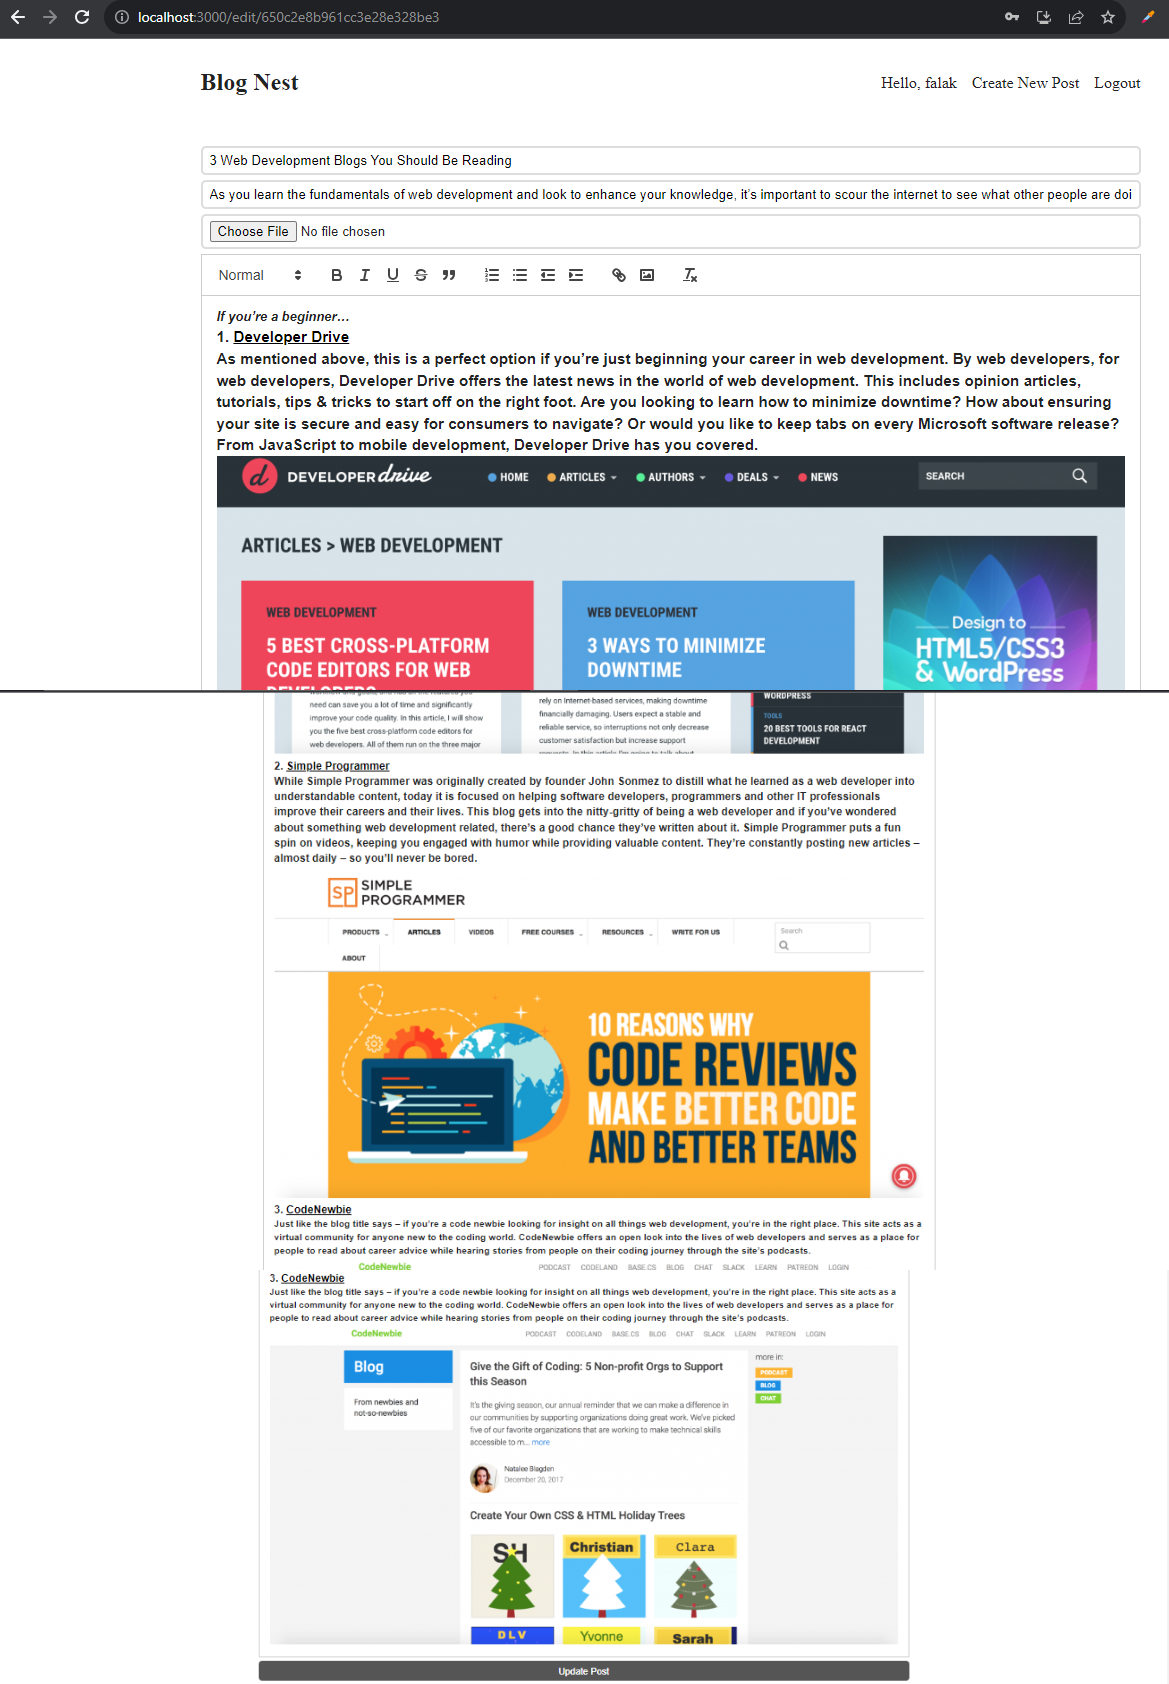 localhost:3000/edit/650c2e8b961cc3e28e328be3
Blog Nest
Hello, falak Create New Post Logout
3 Web Development Blogs You Should Be Reading
As you learn the fundamentals of web development and look to enhance your knowledge, it's important to scour the internet to see what other people are doi
Choose File No file chosen
Normal
If you're a beginner…
1. Developer Drive
As mentioned above, this is a perfect option if you're just beginning your career in web development. By web developers, for
web developers, Developer Drive offers the latest news in the world of web development. This includes opinion articles,
tutorials, tips & tricks to start off on the right foot. Are you looking to learn how to minimize downtime? How about ensuring
your site is secure and easy for consumers to navigate? Or would you like to keep tabs on every Microsoft software release?
From JavaScript to mobile development, Developer Drive has you covered.
d DEVELOPER drive HOME ARTICLES AUTHORS DEALS NEWS SEARCH
ARTICLES > WEB DEVELOPMENT
WEB DEVELOPMENT
5 BEST CROSS-PLATFORM
CODE EDITORS FOR WEB
DEVELOPERS
WEB DEVELOPMENT
3 WAYS TO MINIMIZE
DOWNTIME
Design to
HTML5/CSS3
& WordPress
need can save you a lot of time and significantly
improve your code quality. In this article, I will show
you the five best cross-platform code editors for
web developers. All of them run on the three major
rely on Internet-based services, making downtime
financially damaging. Users expect a stable and
reliable service, so interruptions not only decrease
customer satisfaction but increase support
requests. In this article I'm going to talk about
WORDPRESS
TOOLS
20 BEST TOOLS FOR REACT
DEVELOPMENT
2. Simple Programmer
While Simple Programmer was originally created by founder John Sonmez to distill what he learned as a web developer into
understandable content, today it is focused on helping software developers, programmers and other IT professionals
improve their careers and their lives. This blog gets into the nitty-gritty of being a web developer and if you've wondered
about something web development related, there's a good chance they've written about it. Simple Programmer puts a fun
spin on videos, keeping you engaged with humor while providing valuable content. They're constantly posting new articles –
almost daily – so you'll never be bored.
SP SIMPLE
PROGRAMMER
PRODUCTS ARTICLES VIDEOS FREE COURSES RESOURCES WRITE FOR US
Search
ABOUT
10 REASONS WHY
CODE REVIEWS
MAKE BETTER CODE
AND BETTER TEAMS
3. CodeNewbie
Just like the blog title says – if you're a code newbie looking for insight on all things web development, you're in the right place. This site acts as a
virtual community for anyone new to the coding world. CodeNewbie offers an open look into the lives of web developers and serves as a place for
people to read about career advice while hearing stories from people on their coding journey through the site's podcasts.
CodeNewbie PODCAST CODELAND BASE.CS BLOG CHAT SLACK LEARN PATREON LOGIN
3. CodeNewbie
Just like the blog title says – if you're a code newbie looking for insight on all things web development, you're in the right place. This site acts as a
virtual community for anyone new to the coding world. CodeNewbie offers an open look into the lives of web developers and serves as a place for
people to read about career advice while hearing stories from people on their coding journey through the site's podcasts.
CodeNewbie PODCAST CODELAND BASE.CS BLOG CHAT SLACK LEARN PATREON LOGIN
Blog
From newbies and
not-so-newbies
Give the Gift of Coding: 5 Non-profit Orgs to Support
this Season
It's the giving season, our annual reminder that we can make a difference in
our communities by supporting organizations doing great work. We've picked
five of our favorite organizations that are working to make technical skills
accessible to m... more
Natalee Blagden
December 20, 2017
Create Your Own CSS & HTML Holiday Trees
SH Christian Clara
DLV Yvonne Sarah
more in:
PODCAST
BLOG
CHAT
Update Post